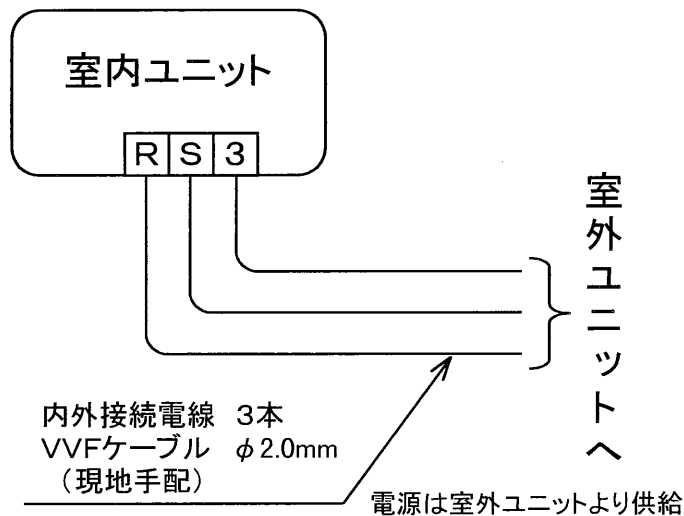 室内ユニット
R S 3
室外ユニットへ
内外接続電線 3本
VVFケーブル φ2.0mm
(現地手配)
電源は室外ユニットより供給